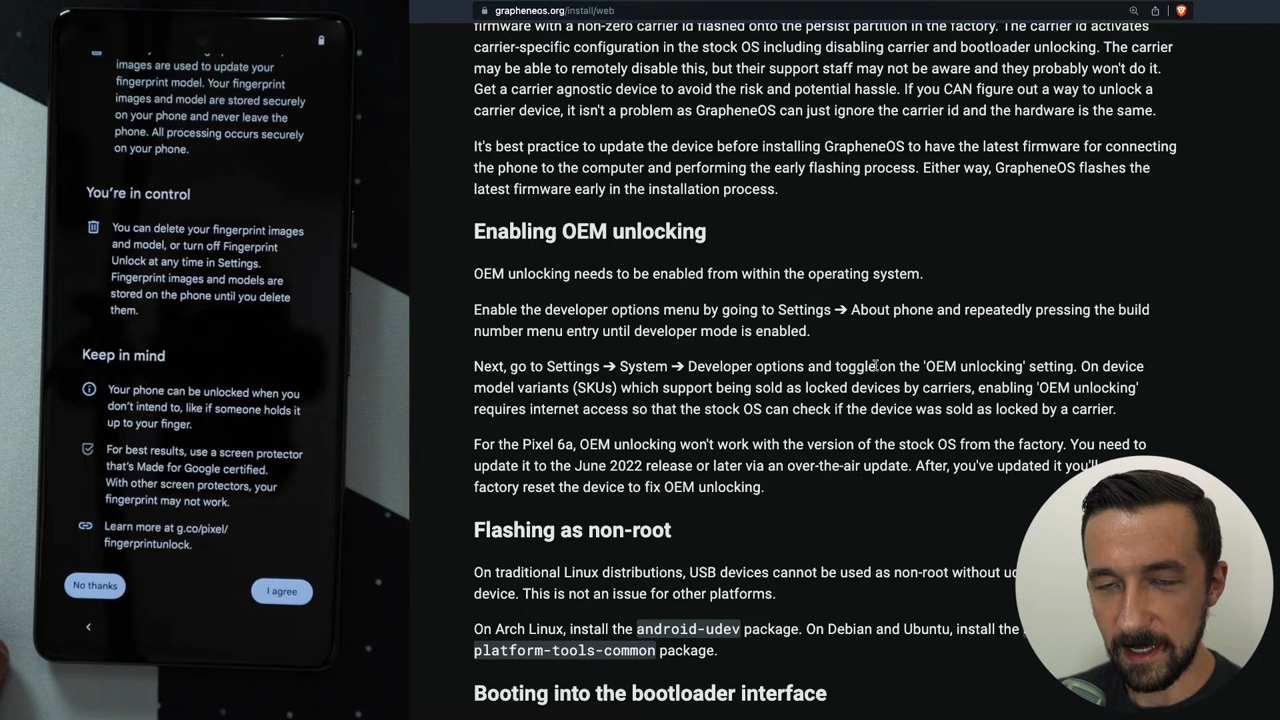 images are used to update your
fingerprint model. Your fingerprint
images and model are stored securely
on your phone and never leave the
phone. All processing occurs securely
on your phone.
You're in control
You can delete your fingerprint images
and model, or turn off Fingerprint
Unlock at any time in Settings.
Fingerprint images and models are
stored on the phone until you delete
them.
Keep in mind
Your phone can be unlocked when you
don't intend to, like if someone holds it
up to your finger.
For best results, use a screen protector
that's Made for Google certified.
With other screen protectors, your
fingerprint may not work.
Learn more at g.co/pixel/
fingerprintunlock.
No thanks
I agree
grapheneos.org/install/web
firmware with a non-zero carrier id flashed onto the persist partition in the factory. The carrier id activates
carrier-specific configuration in the stock OS including disabling carrier and bootloader unlocking. The carrier
may be able to remotely disable this, but their support staff may not be aware and they probably won't do it.
Get a carrier agnostic device to avoid the risk and potential hassle. If you CAN figure out a way to unlock a
carrier device, it isn't a problem as GrapheneOS can just ignore the carrier id and the hardware is the same.
It's best practice to update the device before installing GrapheneOS to have the latest firmware for connecting
the phone to the computer and performing the early flashing process. Either way, GrapheneOS flashes the
latest firmware early in the installation process.
Enabling OEM unlocking
OEM unlocking needs to be enabled from within the operating system.
Enable the developer options menu by going to Settings ➔ About phone and repeatedly pressing the build
number menu entry until developer mode is enabled.
Next, go to Settings ➔ System ➔ Developer options and toggle on the 'OEM unlocking' setting. On device
model variants (SKUs) which support being sold as locked devices by carriers, enabling 'OEM unlocking'
requires internet access so that the stock OS can check if the device was sold as locked by a carrier.
For the Pixel 6a, OEM unlocking won't work with the version of the stock OS from the factory. You need to
update it to the June 2022 release or later via an over-the-air update. After, you've updated it you'll
factory reset the device to fix OEM unlocking.
Flashing as non-root
On traditional Linux distributions, USB devices cannot be used as non-root without
device. This is not an issue for other platforms.
On Arch Linux, install the android-udev package. On Debian and Ubuntu, install the
platform-tools-common package.
Booting into the bootloader interface